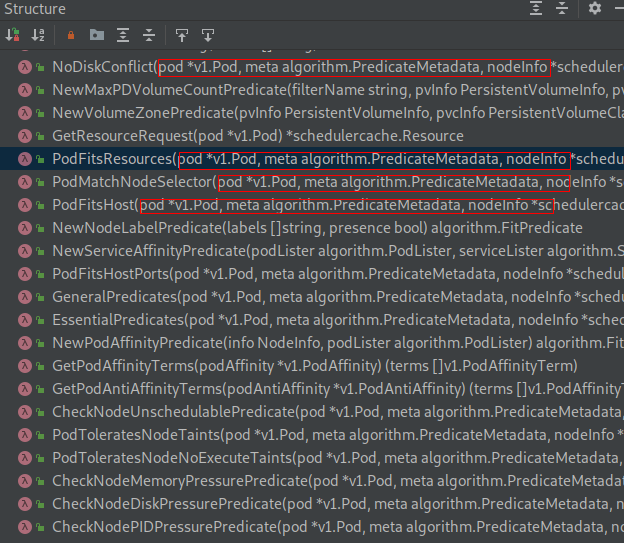 Structure
NoDiskConflict(pod *v1.Pod, meta algorithm.PredicateMetadata, nodeInfo *scheduler
NewMaxPDVolumeCountPredicate(filterName string, pvInfo PersistentVolumeInfo, pv
NewVolumeZonePredicate(pvInfo PersistentVolumeInfo, pvcInfo PersistentVolumeCla
GetResourceRequest(pod *v1.Pod) *schedulercache.Resource
PodFitsResources(pod *v1.Pod, meta algorithm.PredicateMetadata, nodeInfo *schedu
PodMatchNodeSelector(pod *v1.Pod, meta algorithm.PredicateMetadata, nodeInfo *s
PodFitsHost(pod *v1.Pod, meta algorithm.PredicateMetadata, nodeInfo *schedulercac
NewNodeLabelPredicate(labels []string, presence bool) algorithm.FitPredicate
NewServiceAffinityPredicate(podLister algorithm.PodLister, serviceLister algorithm.S
PodFitsHostPorts(pod *v1.Pod, meta algorithm.PredicateMetadata, nodeInfo *schedul
GeneralPredicates(pod *v1.Pod, meta algorithm.PredicateMetadata, nodeInfo *sched
EssentialPredicates(pod *v1.Pod, meta algorithm.PredicateMetadata, nodeInfo *sche
NewPodAffinityPredicate(info NodeInfo, podLister algorithm.PodLister) algorithm.Fit
GetPodAffinityTerms(podAffinity *v1.PodAffinity) (terms []v1.PodAffinityTerm)
GetPodAntiAffinityTerms(podAntiAffinity *v1.PodAntiAffinity) (terms []v1.PodAffinityT
CheckNodeUnschedulablePredicate(pod *v1.Pod, meta algorithm.PredicateMetadata,
PodToleratesNodeTaints(pod *v1.Pod, meta algorithm.PredicateMetadata, nodeInfo *
PodToleratesNodeNoExecuteTaints(pod *v1.Pod, meta algorithm.PredicateMetadata,
CheckNodeMemoryPressurePredicate(pod *v1.Pod, meta algorithm.PredicateMetadat
CheckNodeDiskPressurePredicate(pod *v1.Pod, meta algorithm.PredicateMetadata, n
CheckNodePIDPressurePredicate(pod *v1.Pod, meta algorithm.PredicateMetadata, no